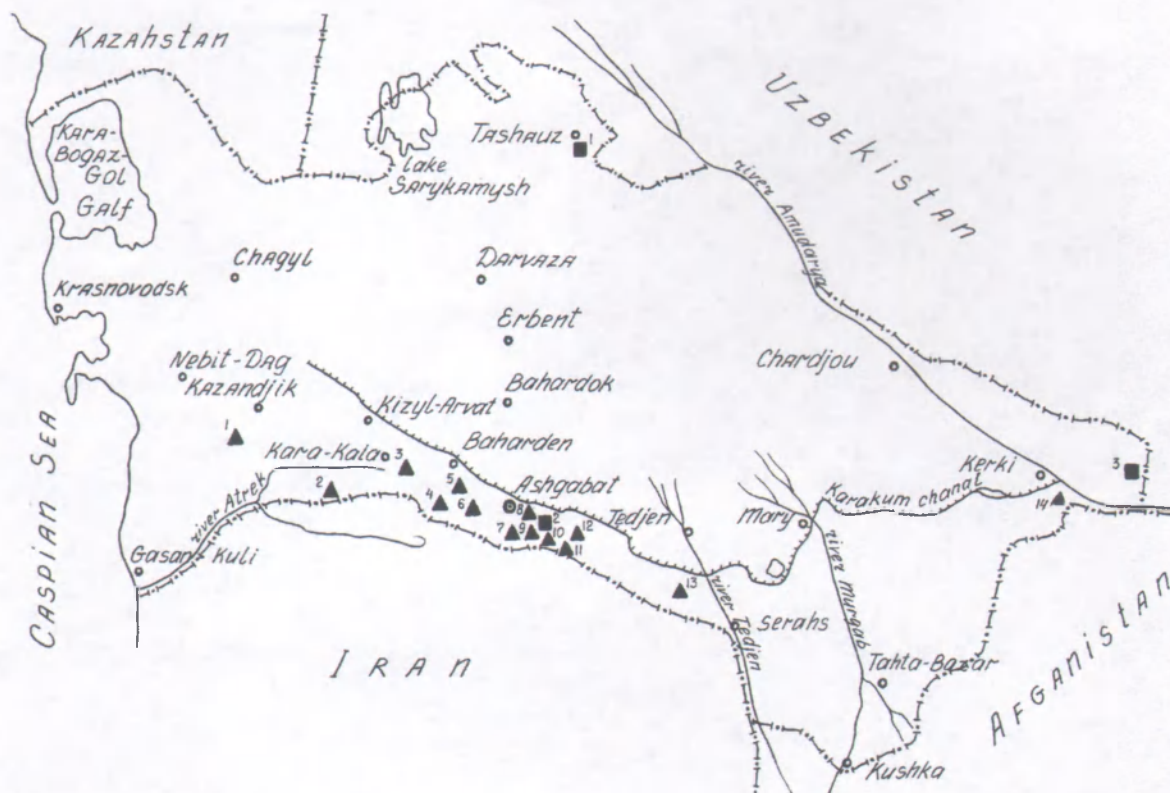 KAZAHSTAN
UZBEKISTAN
KARA-
BOGAZ-
GOL
GALF
TASHAUZ
1
lake
SARYKAMYSH
river Amudarya
CHAGYL
DARVAZA
KRASNOVODSK
ERBENT
NEBIT-DAG
KAZANDJIK
BAHARDOK
CHARDJOU
KIZYL-ARVAT
1
KARA-KALA
3
BAHARDEN
5
2
4
6
ASHGABAT
8
2
7
9
10
11
12
TEDJEN
MARY
KARAKUM chanal
KERKI
3
14
river Atrek
GASAN KULI
CASPIAN SEA
13
SERAHS
river Tedjen
river Murgab
TAHTA-BAZAR
IRAN
AFGANISTAN
KUSHKA